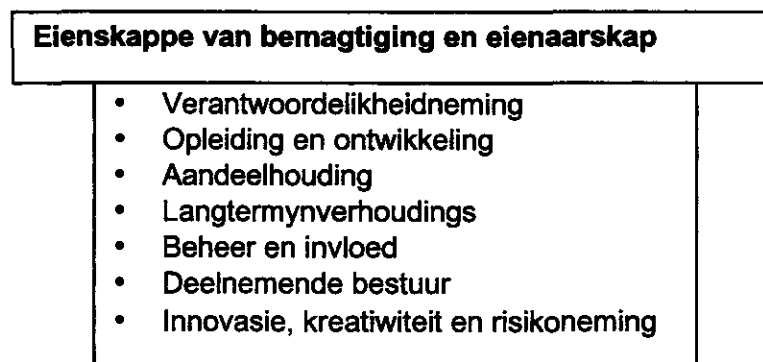 Eienskappe van bemagtiging en eienaarskap
• Verantwoordelikheidneming
• Opleiding en ontwikkeling
• Aandeelhouding
• Langtermynverhoudings
• Beheer en invloed
• Deelnemende bestuur
• Innovasie, kreatiwiteit en risikoneming